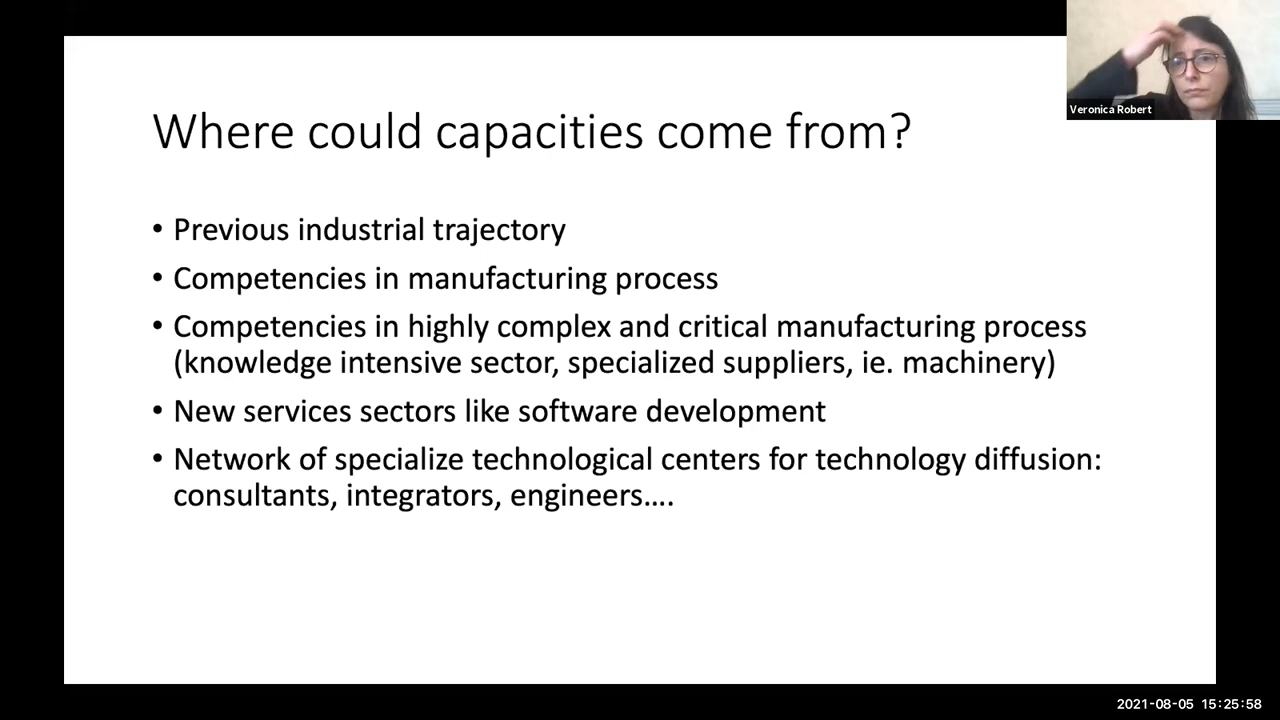 Where could capacities come from?
• Previous industrial trajectory
• Competencies in manufacturing process
• Competencies in highly complex and critical manufacturing process
(knowledge intensive sector, specialized suppliers, ie. machinery)
• New services sectors like software development
• Network of specialize technological centers for technology diffusion:
consultants, integrators, engineers....
Veronica Robert
2021-08-05 15:25:58